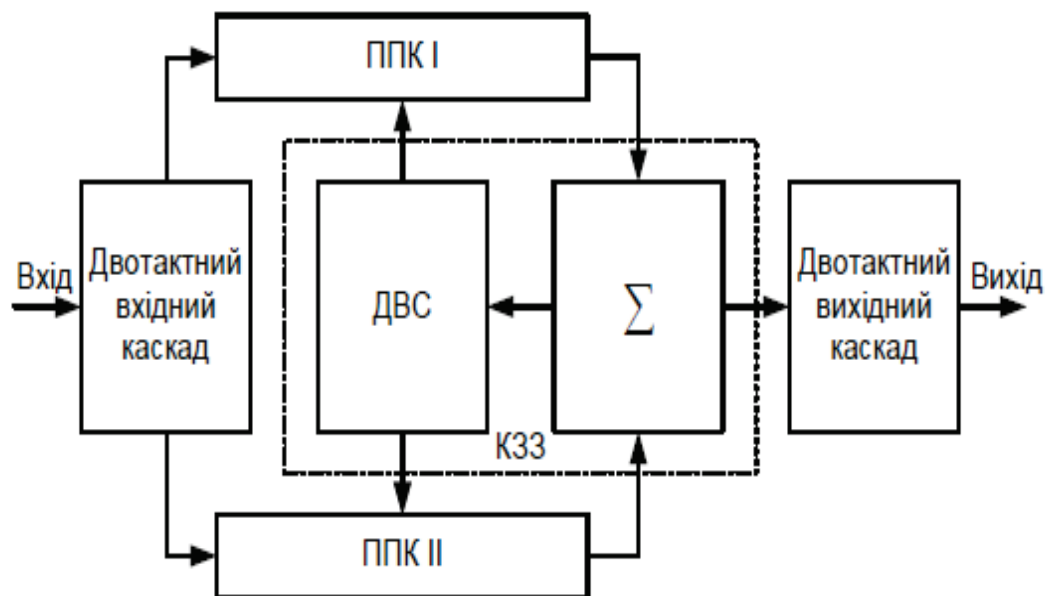 ППК I
Вхід
Двотактний
вхідний
каскад
ДВС
∑
Двотактний
вихідний
каскад
Вихід
КЗЗ
ППК II